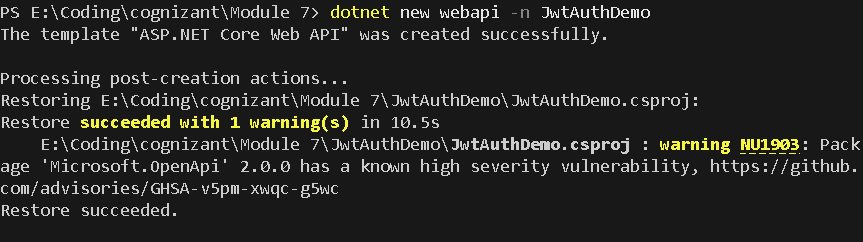 PS E:\Coding\cognizant\Module 7> dotnet new webapi -n JwtAuthDemo
The template "ASP.NET Core Web API" was created successfully.
Processing post-creation actions...
Restoring E:\Coding\cognizant\Module 7\JwtAuthDemo\JwtAuthDemo.csproj:
Restore succeeded with 1 warning(s) in 10.5s
    E:\Coding\cognizant\Module 7\JwtAuthDemo\JwtAuthDemo.csproj : warning NU1903: Pack
age 'Microsoft.OpenApi' 2.0.0 has a known high severity vulnerability, https://github.
com/advisories/GHSA-v5pm-xwqc-g5wc
Restore succeeded.